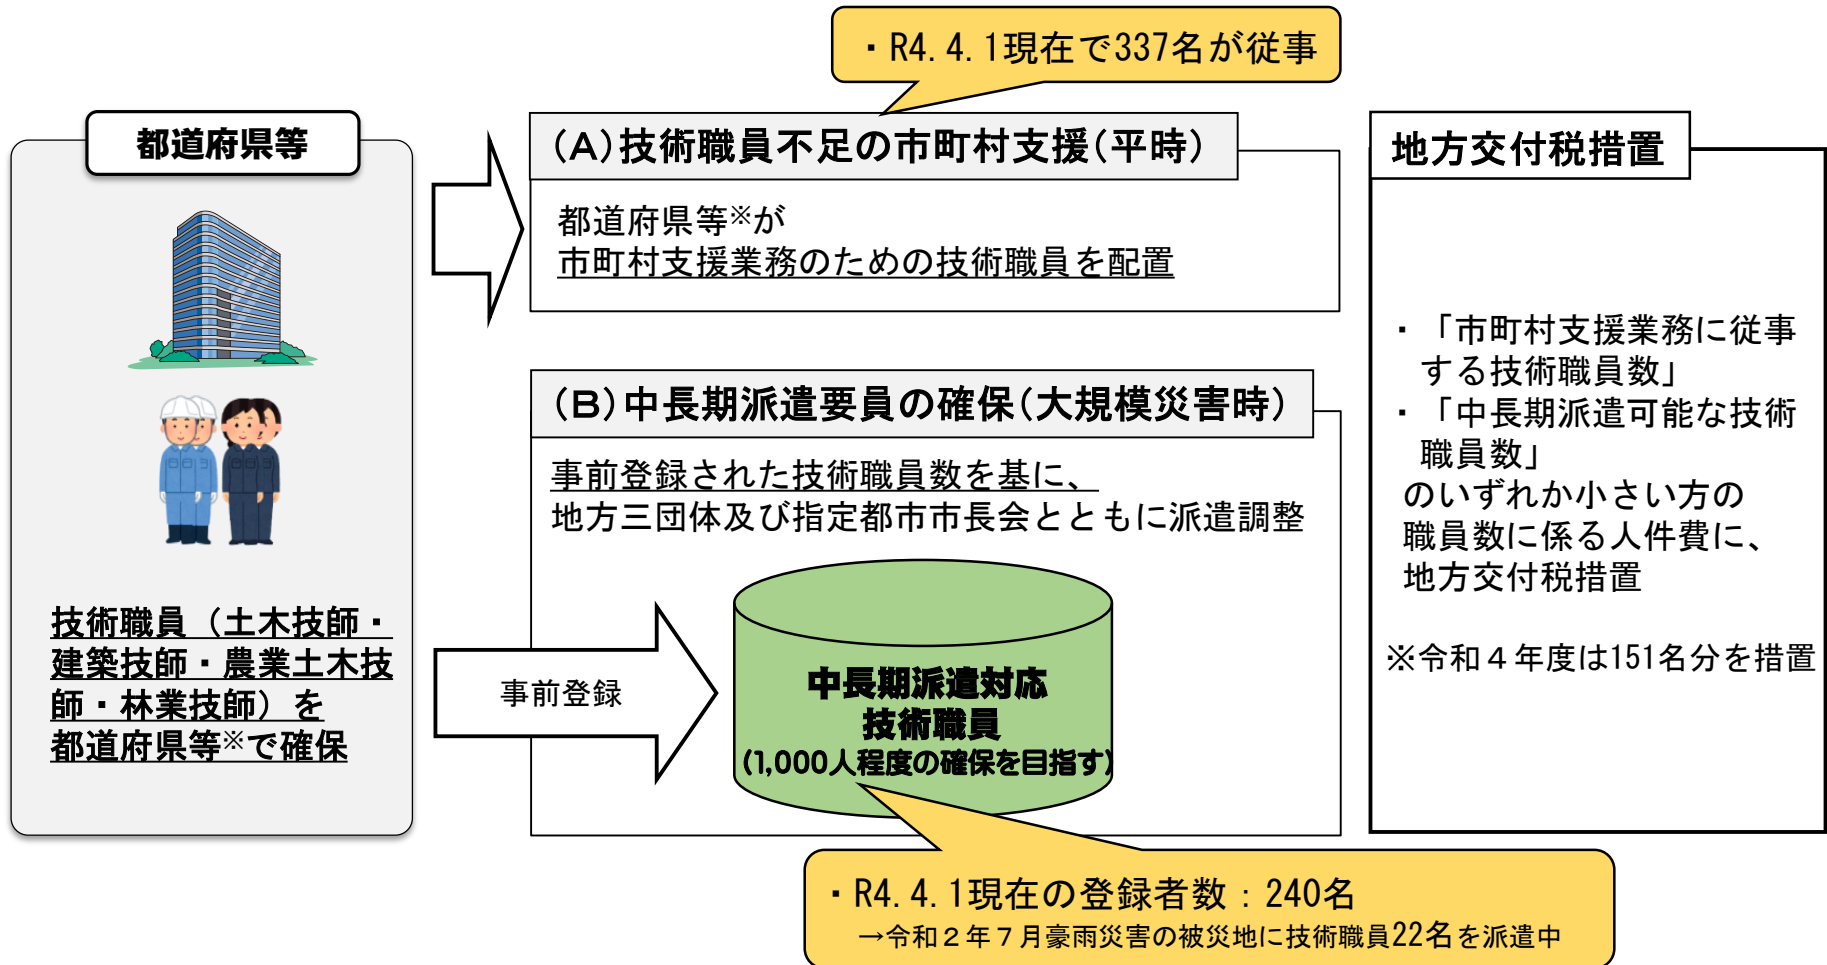 ・R4.4.1現在で337名が従事
都道府県等
技術職員（土木技師・
建築技師・農業土木技
師・林業技師）を
都道府県等※で確保
(A)技術職員不足の市町村支援(平時)
都道府県等※が
市町村支援業務のための技術職員を配置
(B)中長期派遣要員の確保(大規模災害時)
事前登録された技術職員数を基に、
地方三団体及び指定都市市長会とともに派遣調整
事前登録
中長期派遣対応
技術職員
(1,000人程度の確保を目指す)
・R4.4.1現在の登録者数：240名
→令和２年７月豪雨災害の被災地に技術職員22名を派遣中
地方交付税措置
・「市町村支援業務に従事
する技術職員数」
・「中長期派遣可能な技術
職員数」
のいずれか小さい方の
職員数に係る人件費に、
地方交付税措置
※令和４年度は151名分を措置